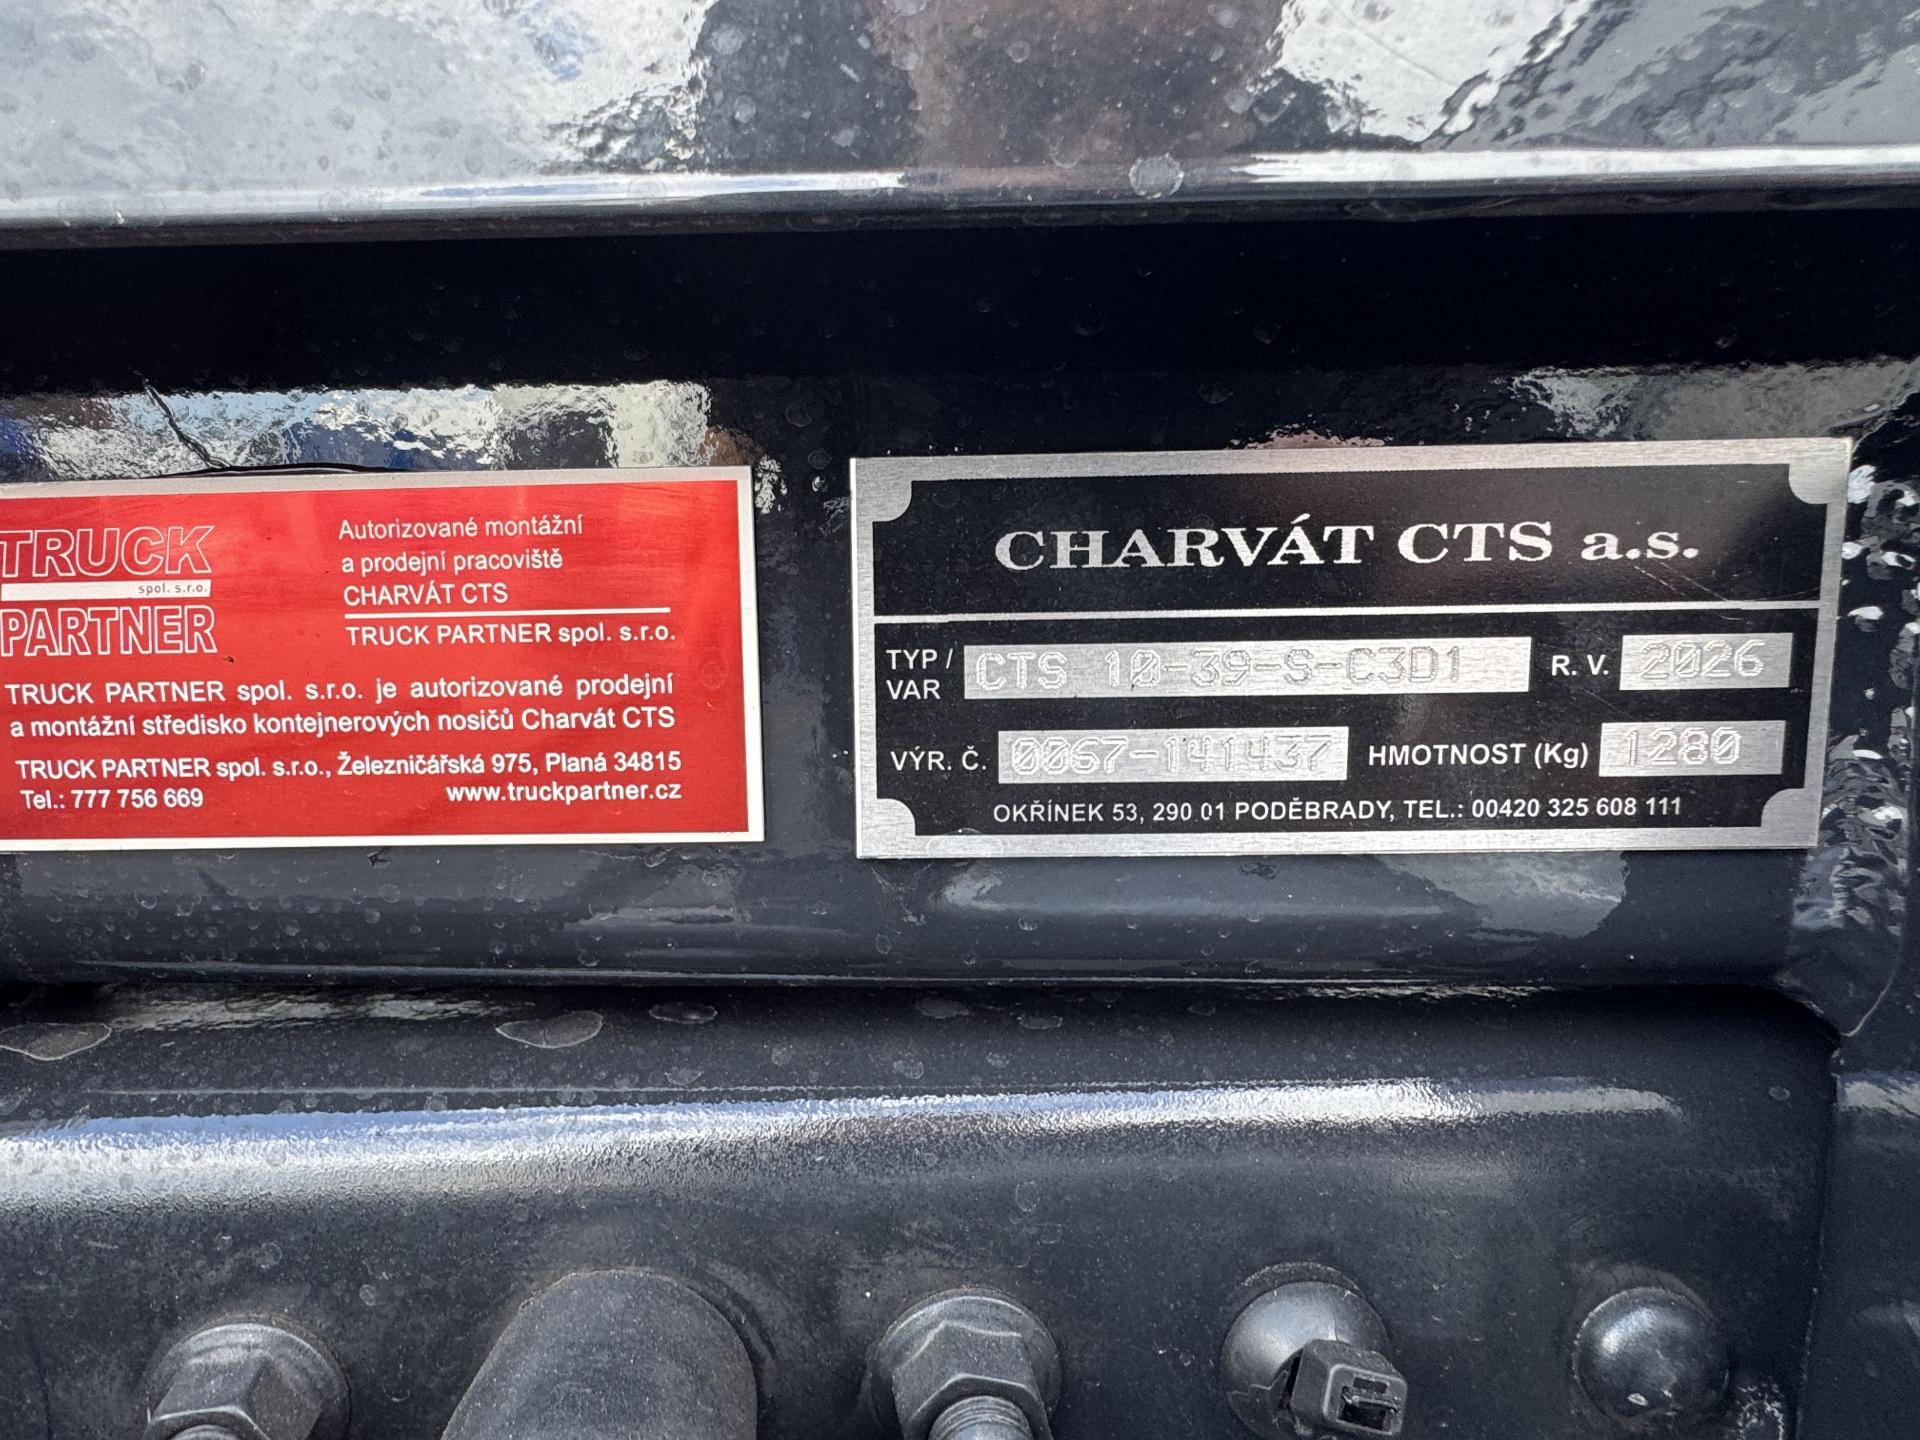 TRUCK
spol. s.r.o.
PARTNER
Autorizované montážní
a prodejní pracoviště
CHARVÁT CTS
TRUCK PARTNER spol. s.r.o.
TRUCK PARTNER spol. s.r.o. je autorizované prodejní
a montážní středisko kontejnerových nosičů Charvát CTS
TRUCK PARTNER spol. s.r.o., Železničářská 975, Planá 34815
Tel.: 777 756 669 www.truckpartner.cz
CHARVÁT CTS a.s.
TYP / VAR CTS 10-39-S-C3D1 R. V. 2026
VÝR. Č. 0067-141437 HMOTNOST (Kg) 1280
OKŘÍNEK 53, 290 01 PODĚBRADY, TEL.: 00420 325 608 111